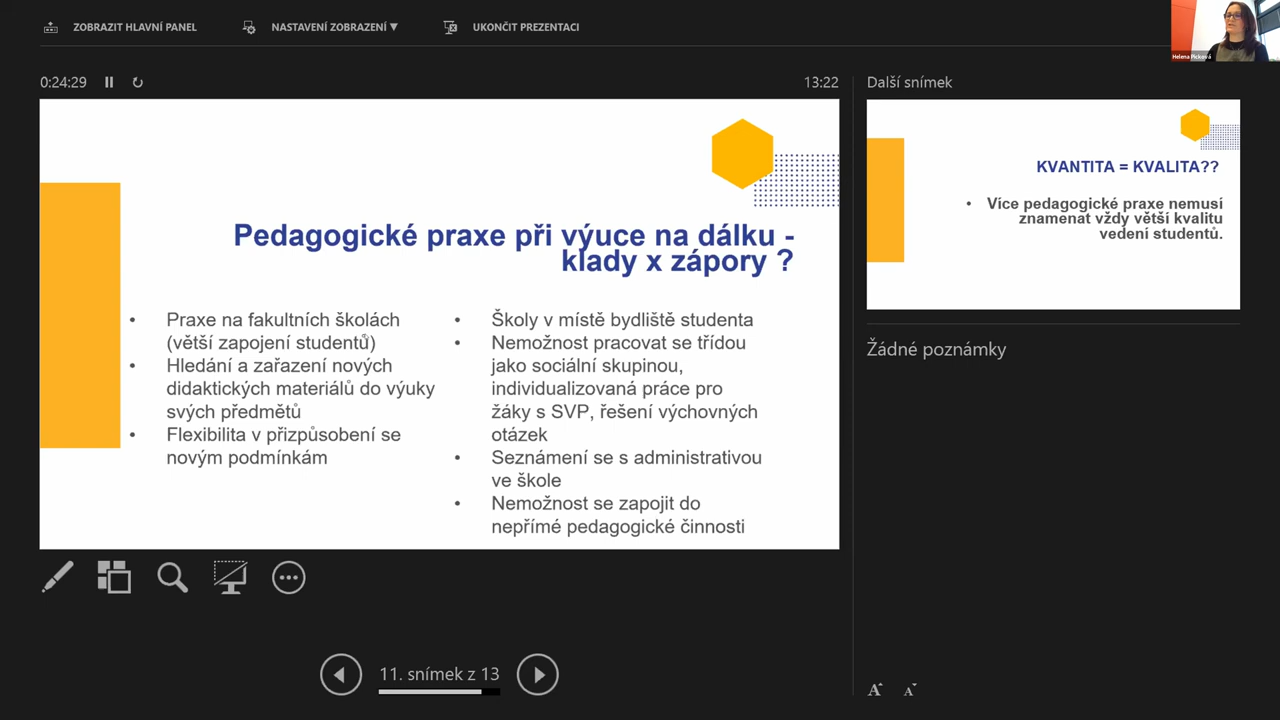 ZOBRAZIT HLAVNÍ PANEL
NASTAVENÍ ZOBRAZENÍ ▼
UKONČIT PREZENTACI
Helena Picková
0:24:29
13:22
Další snímek
Pedagogické praxe při výuce na dálku -
klady x zápory ?
• Praxe na fakultních školách
(větší zapojení studentů)
• Hledání a zařazení nových
didaktických materiálů do výuky
svých předmětů
• Flexibilita v přizpůsobení se
novým podmínkám
• Školy v místě bydliště studenta
• Nemožnost pracovat se třídou
jako sociální skupinou,
individualizovaná práce pro
žáky s SVP, řešení výchovných
otázek
• Seznámení se s administrativou
ve škole
• Nemožnost se zapojit do
nepřímé pedagogické činnosti
KVANTITA = KVALITA??
• Více pedagogické praxe nemusí
znamenat vždy větší kvalitu
vedení studentů.
Žádné poznámky
11. snímek z 13
A
A